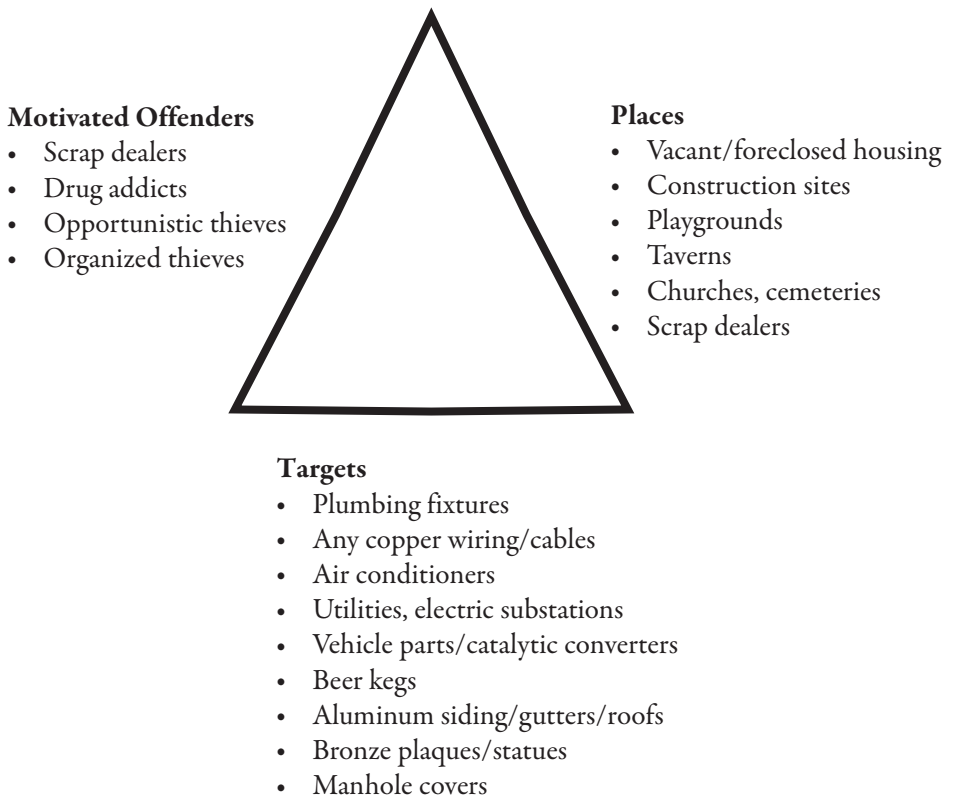 Motivated Offenders
• Scrap dealers
• Drug addicts
• Opportunistic thieves
• Organized thieves
Places
• Vacant/foreclosed housing
• Construction sites
• Playgrounds
• Taverns
• Churches, cemeteries
• Scrap dealers
Targets
• Plumbing fixtures
• Any copper wiring/cables
• Air conditioners
• Utilities, electric substations
• Vehicle parts/catalytic converters
• Beer kegs
• Aluminum siding/gutters/roofs
• Bronze plaques/statues
• Manhole covers